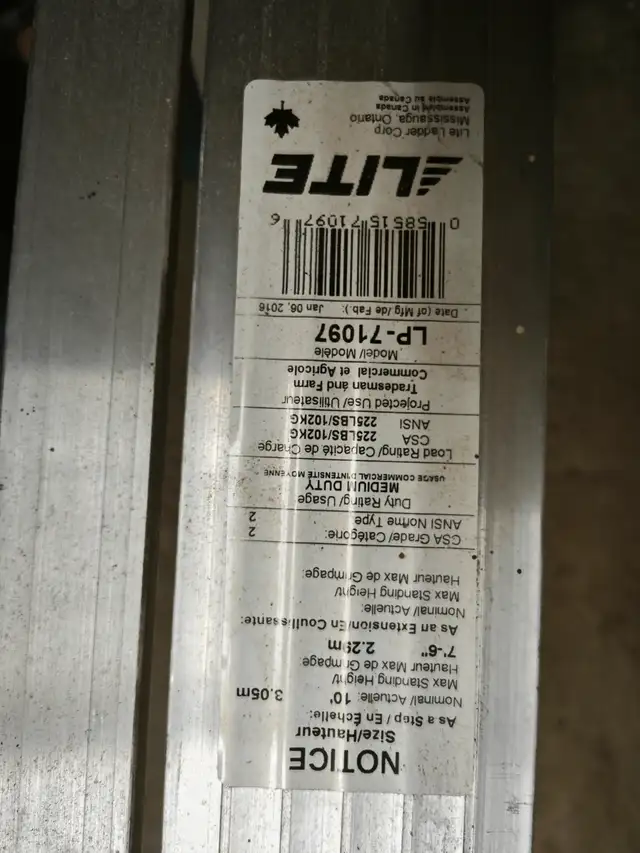 NOTICE
Size/Hauteur
As a Step / En Échelle:
Nominal/ Actuelle: 10' 3.05m
Max Standing Height/
Hauteur Max de Grimpage:
7'-6" 2.29m
As an Extension/En Coulissante:
Nominal/ Actuelle:
Max Standing Height/
Hauteur Max de Grimpage:
CSA Grade/ Catégorie: 2
ANSI Norme Type: 2
Duty Rating/ Usage
MEDIUM DUTY
USAGE COMMERCIAL D'INTENSITÉ MOYENNE
Load Rating/ Capacité de Charge
CSA 225LBS/102KG
ANSI 225LBS/102KG
Projected Use/ Utilisateur
Tradesman and Farm
Commercial et Agricole
Model/ Modèle
LP-71097
Date (of Mfg /de Fab.): Jan 06, 2016
0 58515 71097 6
LITE
Lite Ladder Corp
Mississauga, Ontario
Assembled in Canada
Assemblé au Canada